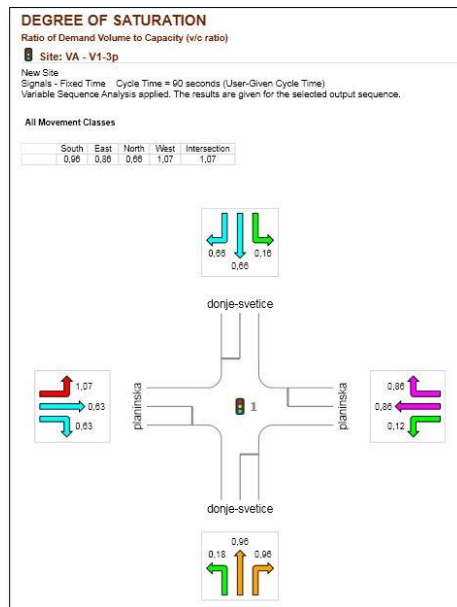 DEGREE OF SATURATION
Ratio of Demand Volume to Capacity (v/c ratio)
Site: VA - V1-3p
New Site
Signals - Fixed Time Cycle Time = 90 seconds (User-Given Cycle Time)
Variable Sequence Analysis applied. The results are given for the selected output sequence.
All Movement Classes
South East North West Intersection
0,96 0,86 0,66 1,07 1,07
0,66 0,16
0,66
donje-svetice
1,07
0,63
0,63
planinska
1
planinska
0,86
0,86
0,12
donje-svetice
0,96
0,18 0,96